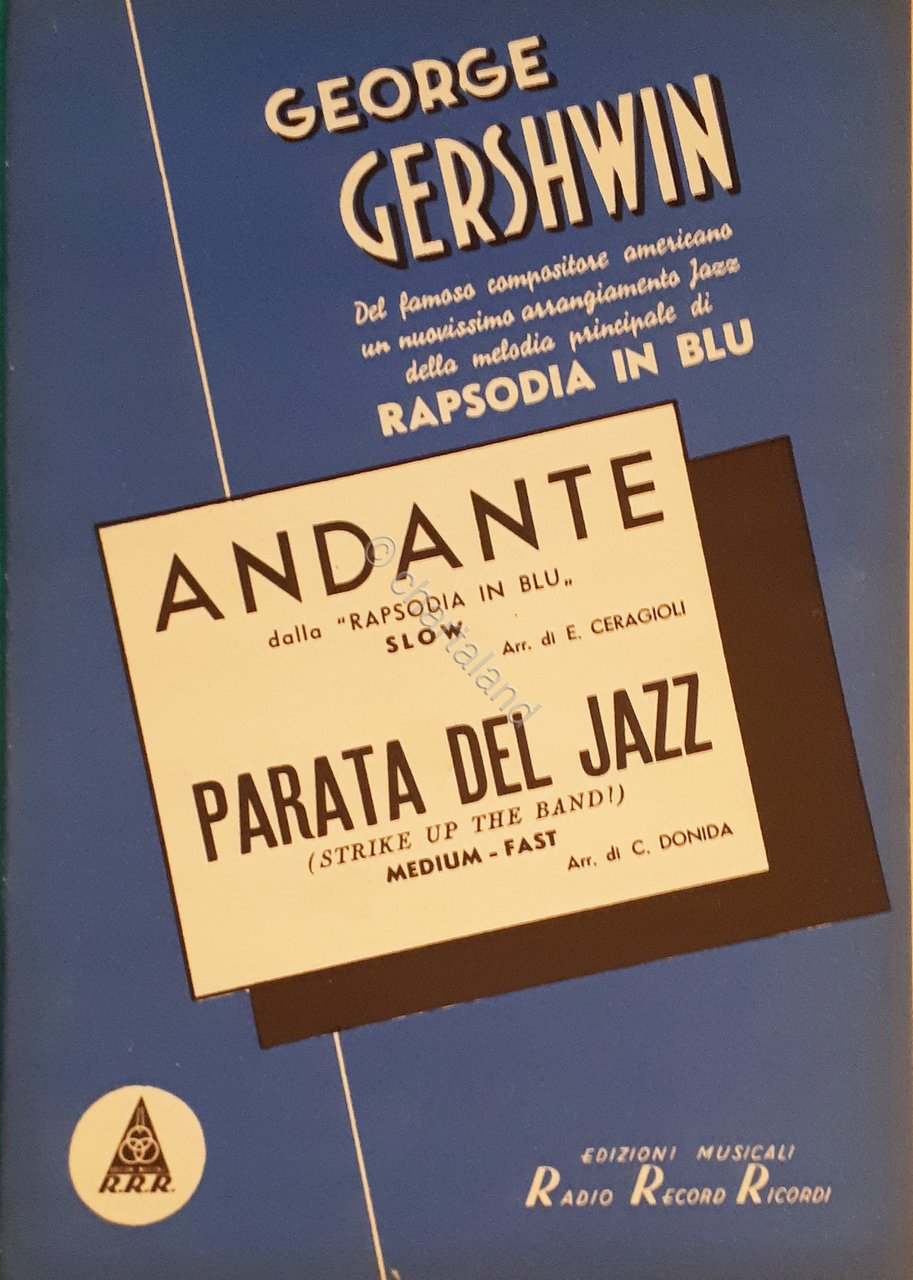 GEORGE
GERSHWIN
Del famoso compositore americano
un nuovissimo arrangiamento Jazz
della melodia principale di
RAPSODIA IN BLU
ANDANTE
dalla "RAPSODIA IN BLU„
SLOW
Arr. di E. CERAGIOLI
PARATA DEL JAZZ
(STRIKE UP THE BAND!)
MEDIUM - FAST
Arr. di C. DONIDA
© chartaland
R.R.R.
EDIZIONI MUSICALI
RADIO RECORD RICORDI